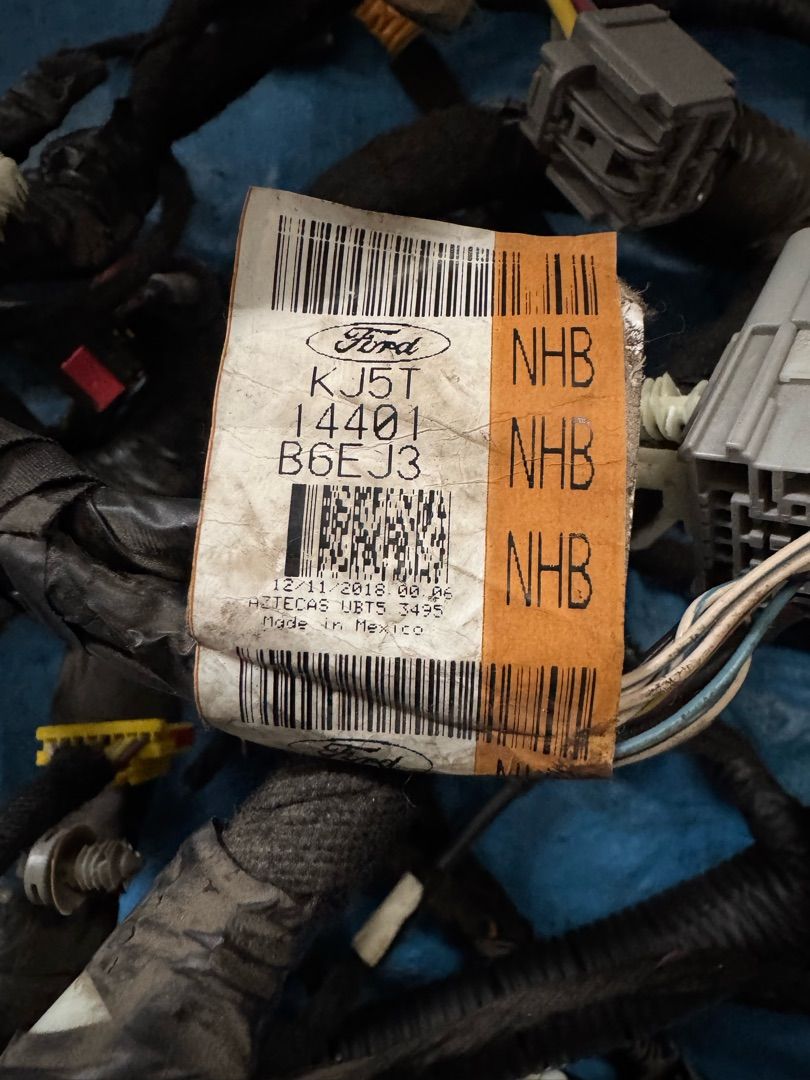 Ford
KJ5T
14401
B6EJ3
12/11/2018 00 06
AZTECAS UBT5 3495
Made in Mexico
NHB
NHB
NHB
Ford